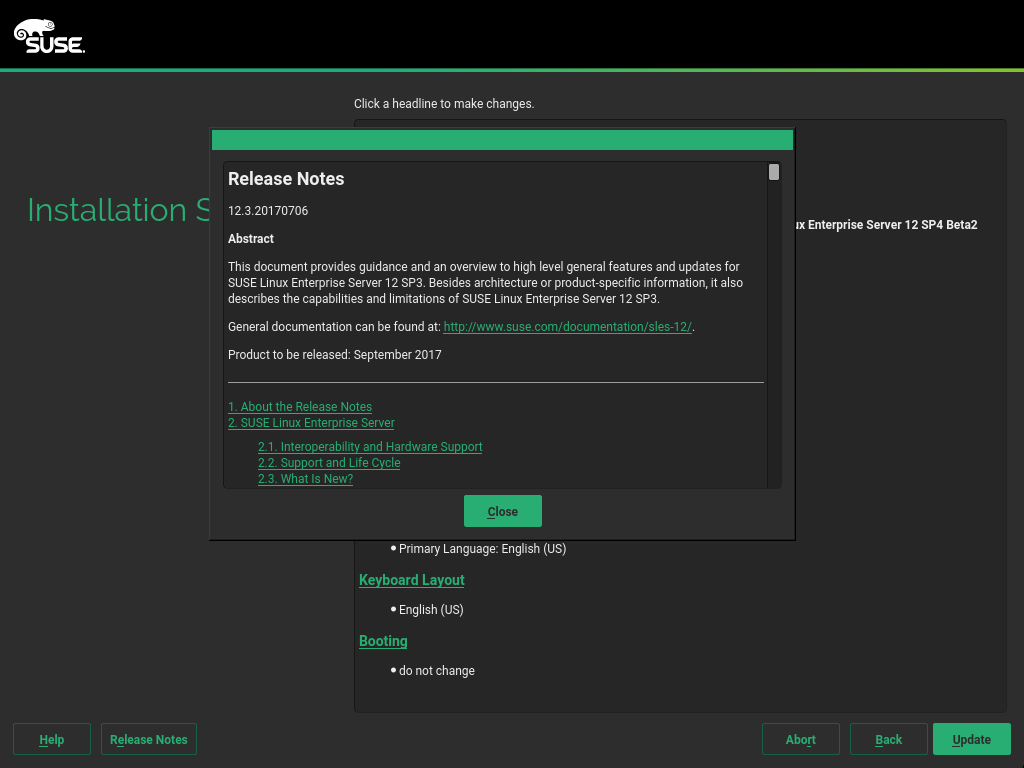 SUSE.
Click a headline to make changes.
Installation S
ux Enterprise Server 12 SP4 Beta2
Release Notes
12.3.20170706
Abstract
This document provides guidance and an overview to high level general features and updates for
SUSE Linux Enterprise Server 12 SP3. Besides architecture or product-specific information, it also
describes the capabilities and limitations of SUSE Linux Enterprise Server 12 SP3.
General documentation can be found at: http://www.suse.com/documentation/sles-12/.
Product to be released: September 2017
1. About the Release Notes
2. SUSE Linux Enterprise Server
2.1. Interoperability and Hardware Support
2.2. Support and Life Cycle
2.3. What Is New?
Close
• Primary Language: English (US)
Keyboard Layout
• English (US)
Booting
• do not change
Help Release Notes Abort Back Update